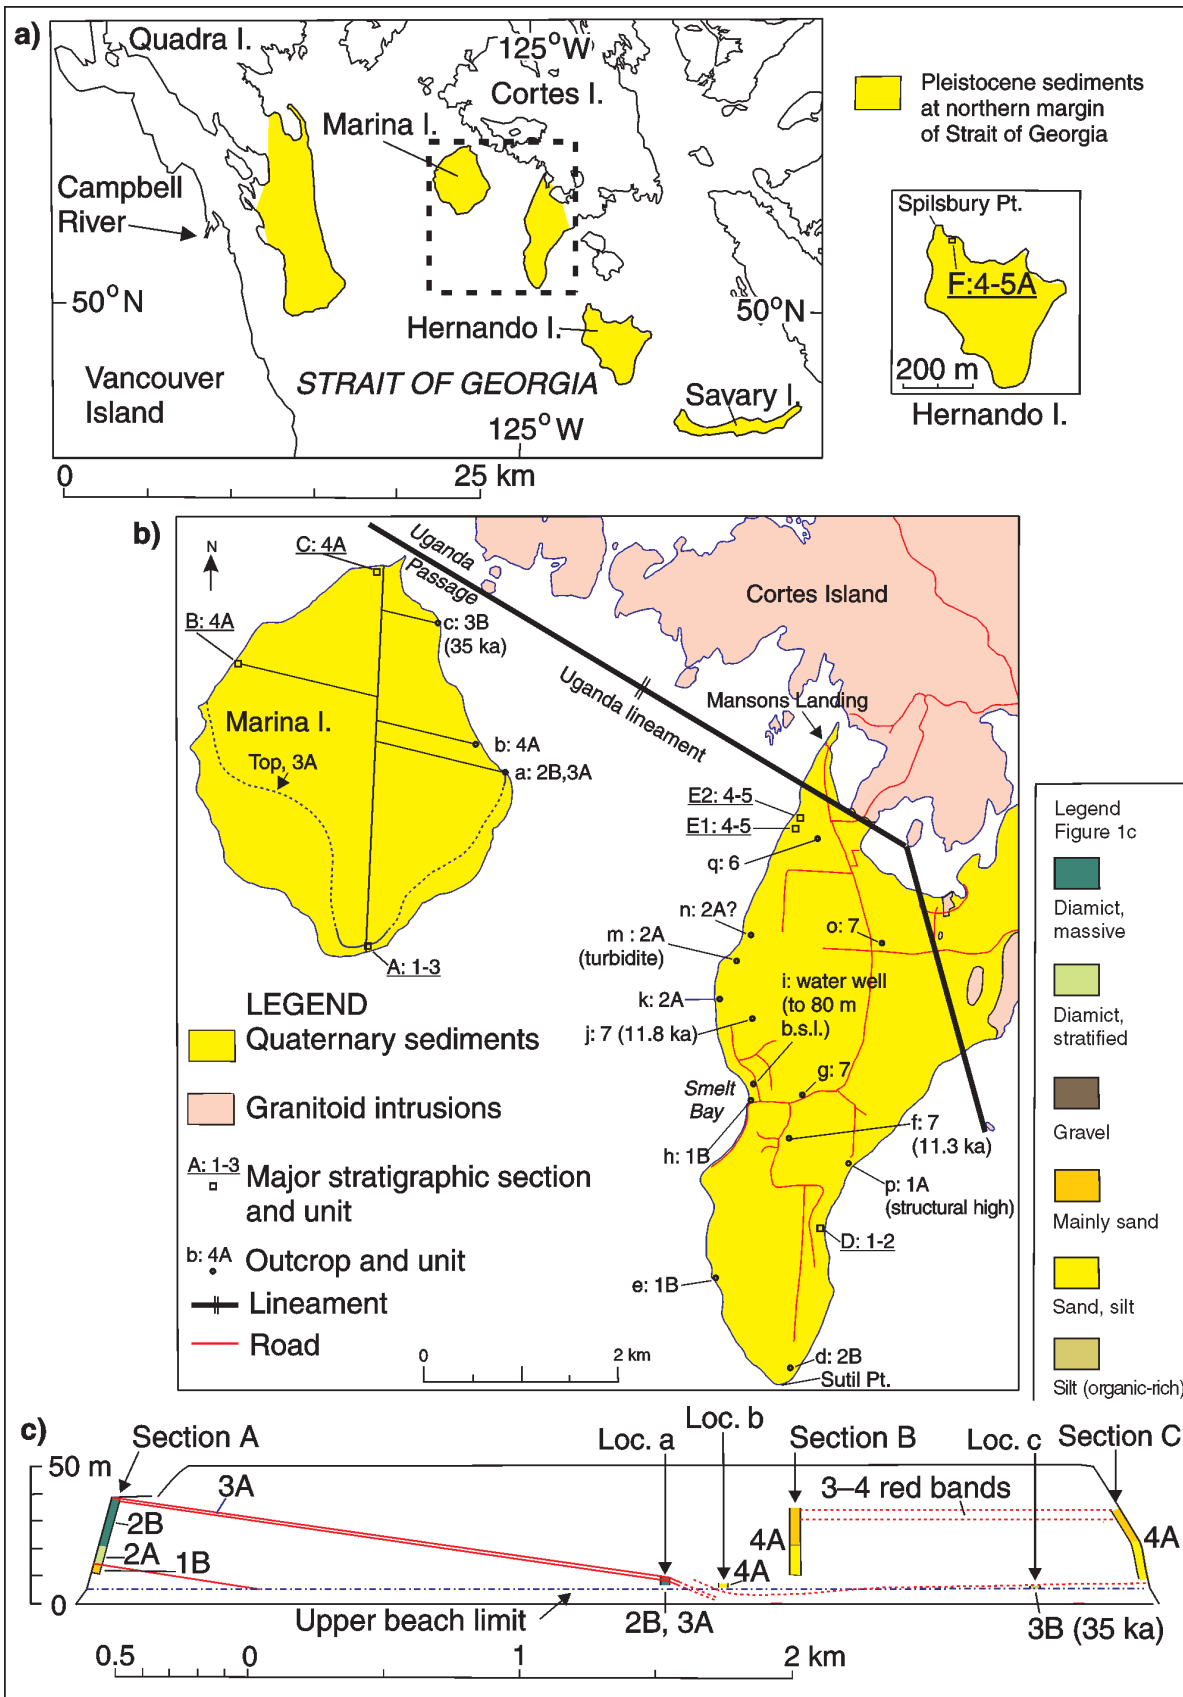 a)
Quadra I.
125°W
Cortes I.
Marina I.
Campbell
River
50°N
50°N
Hernando I.
Vancouver
Island
STRAIT OF GEORGIA
Savary I.
125°W
0
25 km
Pleistocene sediments
at northern margin
of Strait of Georgia
Spilsbury Pt.
F:4-5A
200 m
Hernando I.
b)
N
C: 4A
Uganda
Passage
Cortes Island
B: 4A
c: 3B
(35 ka)
Uganda lineament
Mansons Landing
Marina I.
b: 4A
Top, 3A
a: 2B,3A
E2: 4-5
E1: 4-5
q: 6
n: 2A?
o: 7
m : 2A
(turbidite)
A: 1-3
i: water well
(to 80 m
b.s.l.)
k: 2A
j: 7 (11.8 ka)
g: 7
Smelt
Bay
f: 7
(11.3 ka)
h: 1B
p: 1A
(structural high)
D: 1-2
e: 1B
d: 2B
Sutil Pt.
LEGEND
Quaternary sediments
Granitoid intrusions
A: 1-3
Major stratigraphic section
and unit
b: 4A
Outcrop and unit
Lineament
Road
0
2 km
Legend
Figure 1c
Diamict,
massive
Diamict,
stratified
Gravel
Mainly sand
Sand, silt
Silt (organic-rich)
c)
Section A
Loc. a
Loc. b
Section B
Loc. c
Section C
50 m
3A
3–4 red bands
2B
2A
1B
4A
4A
4A
0
Upper beach limit
2B, 3A
3B (35 ka)
0.5
0
1
2 km